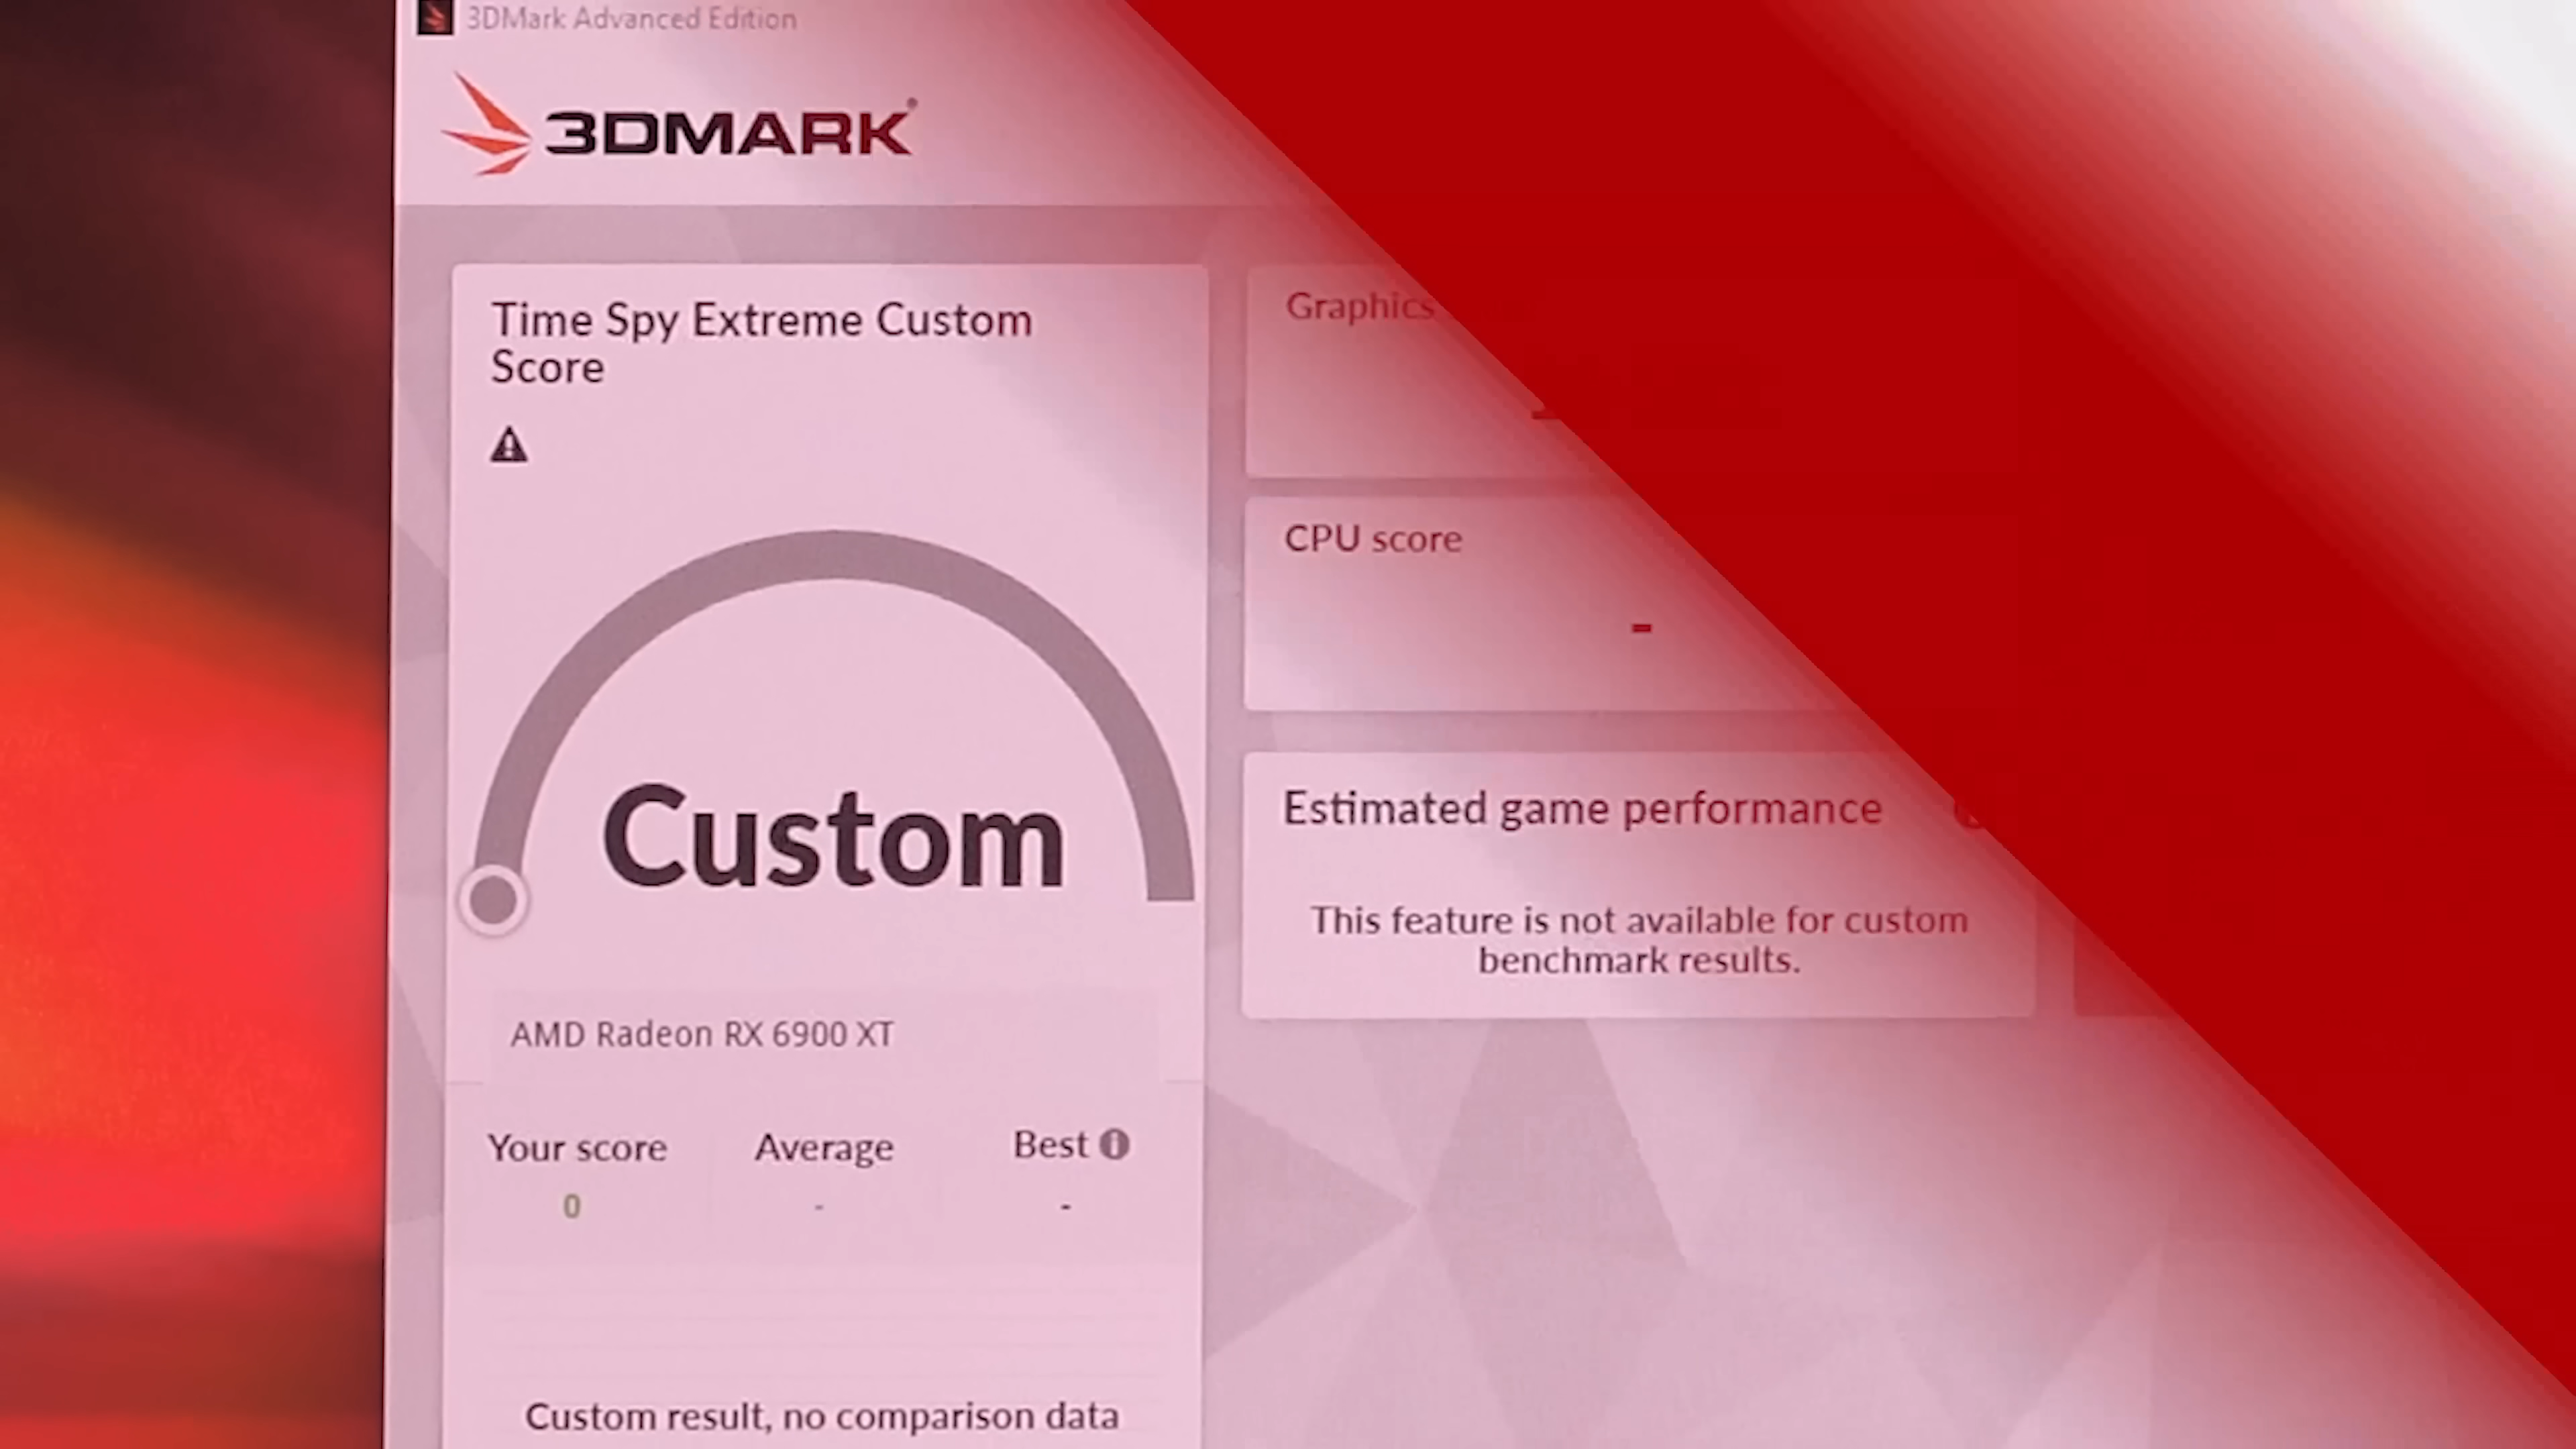 3DMark Advanced Edition
3DMARK
Time Spy Extreme Custom
Score
Custom
AMD Radeon RX 6900 XT
Your score Average Best
0 - -
Custom result, no comparison data
Graphics
CPU score
-
Estimated game performance
This feature is not available for custom
benchmark results.